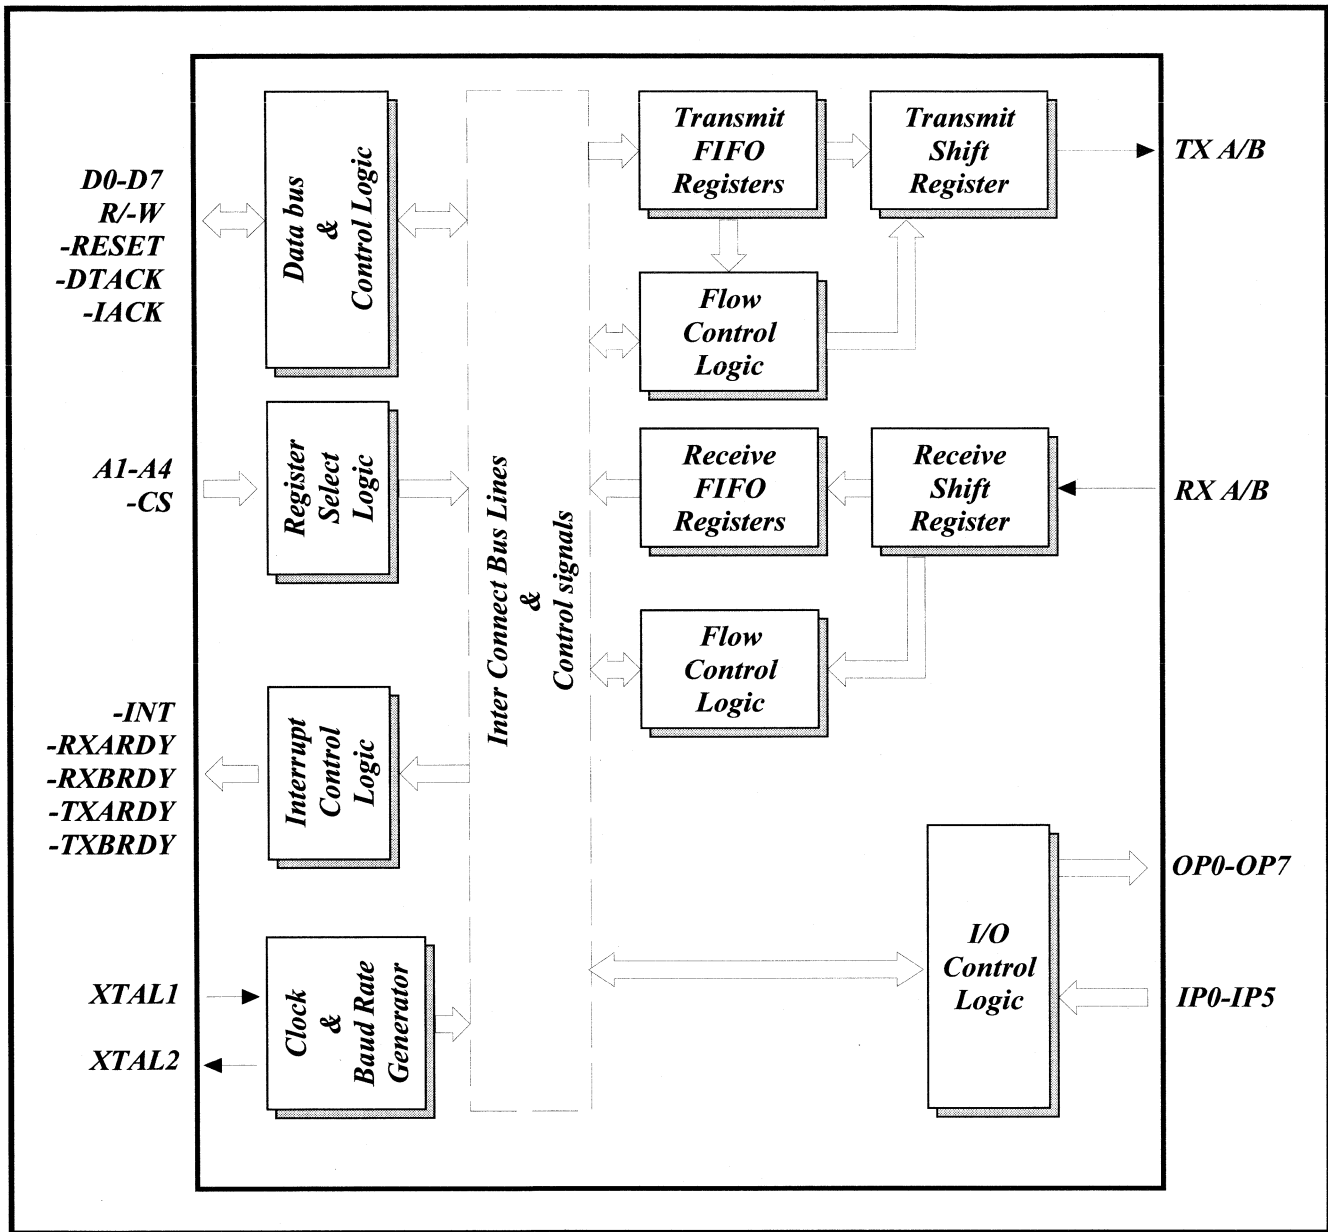 D0-D7
R/-W
-RESET
-DTACK
-IACK
A1-A4
-CS
-INT
-RXARDY
-RXBRDY
-TXARDY
-TXBRDY
XTAL1
XTAL2
Data bus
&
Control Logic
Register
Select
Logic
Interrupt
Control
Logic
Clock
&
Baud Rate
Generator
Inter Connect Bus Lines
&
Control signals
Transmit
FIFO
Registers
Transmit
Shift
Register
Flow
Control
Logic
Receive
FIFO
Registers
Receive
Shift
Register
Flow
Control
Logic
I/O
Control
Logic
TX A/B
RX A/B
OP0-OP7
IP0-IP5